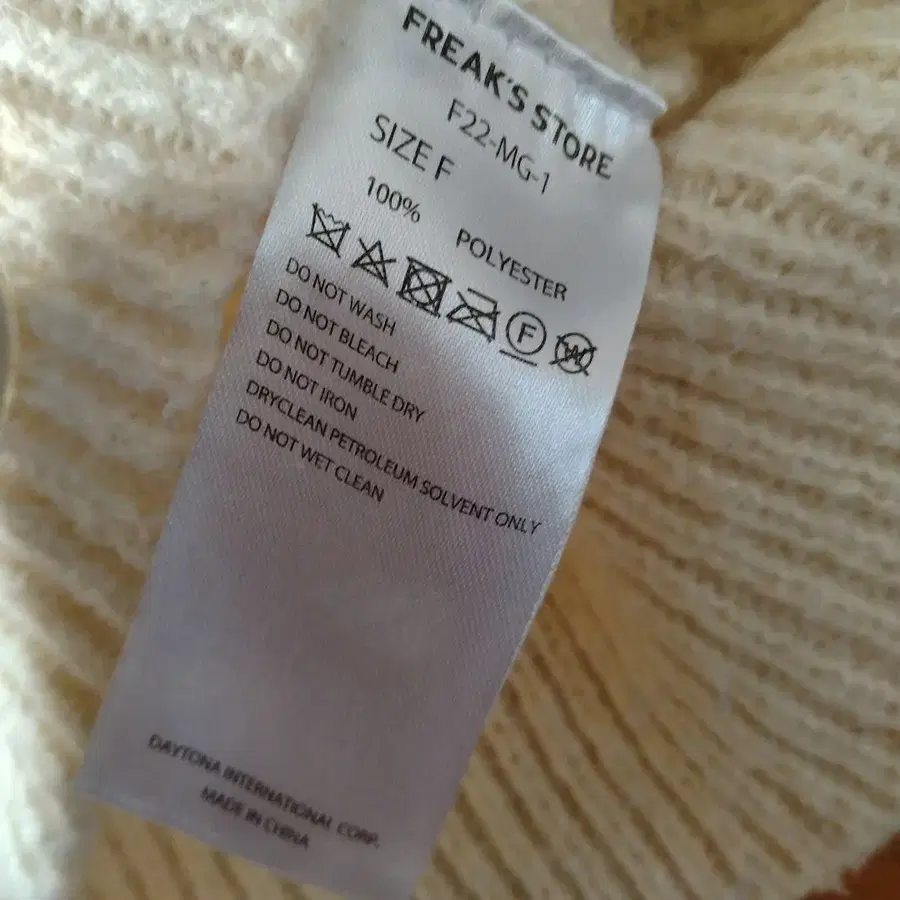 FREAK'S STORE
F22-MG-1
SIZE F
100% POLYESTER
F W
DO NOT WASH
DO NOT BLEACH
DO NOT TUMBLE DRY
DO NOT IRON
DRYCLEAN PETROLEUM SOLVENT ONLY
DO NOT WET CLEAN
DAYTONA INTERNATIONAL CORP.
MADE IN CHINA